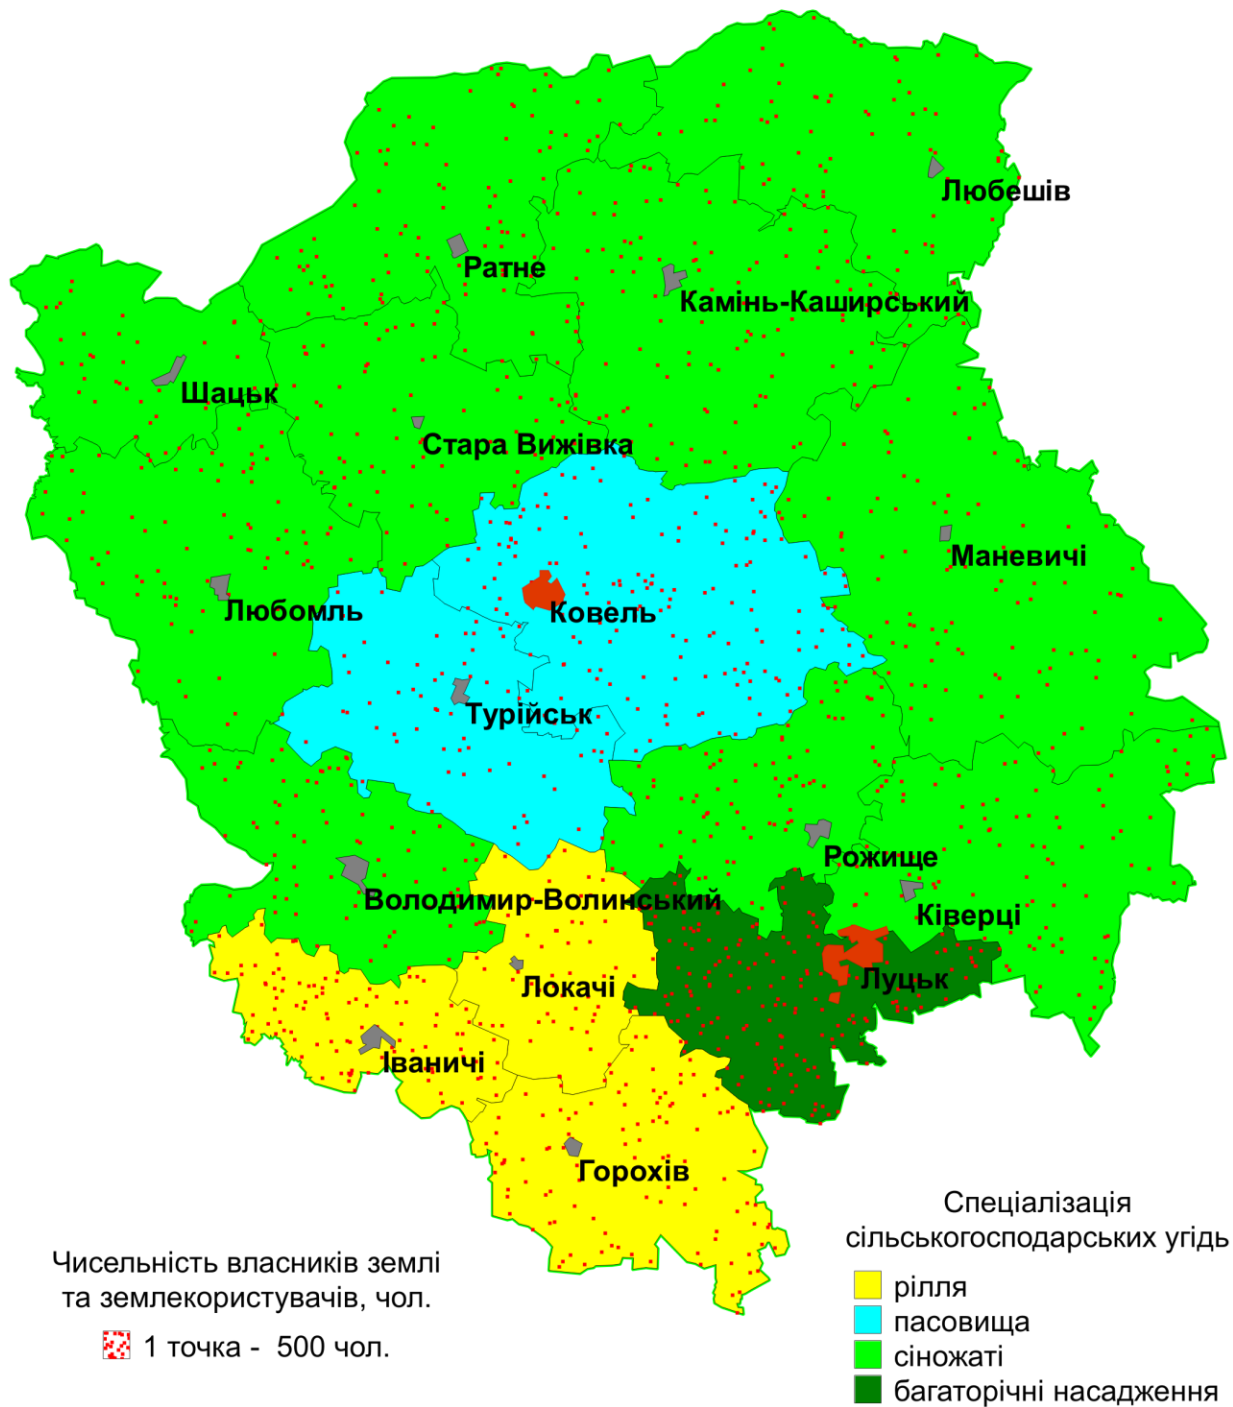 Любешів
Ратне
Камінь-Каширський
Шацьк
Стара Вижівка
Маневичі
Любомль
Ковель
Турійськ
Рожище
Володимир-Волинський
Ківерці
Луцьк
Локачі
Іваничі
Горохів
Спеціалізація
сільськогосподарських угідь
рілля
пасовища
сіножаті
багаторічні насадження
Чисельність власників землі
та землекористувачів, чол.
1 точка - 500 чол.